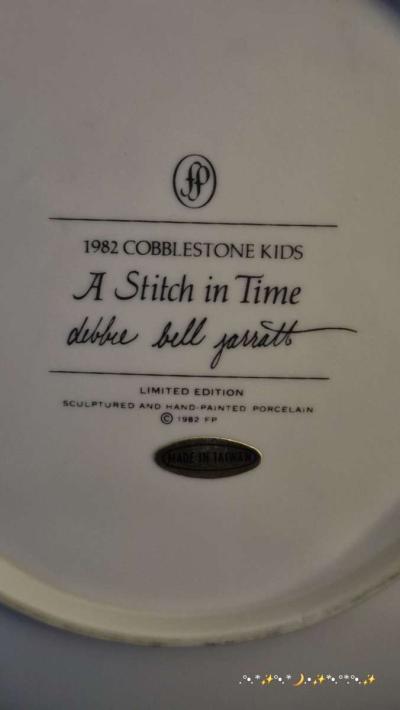 FP
1982 COBBLESTONE KIDS
A Stitch in Time
debbie bell jarratt
LIMITED EDITION
SCULPTURED AND HAND-PAINTED PORCELAIN
© 1982 FP
MADE IN TAIWAN